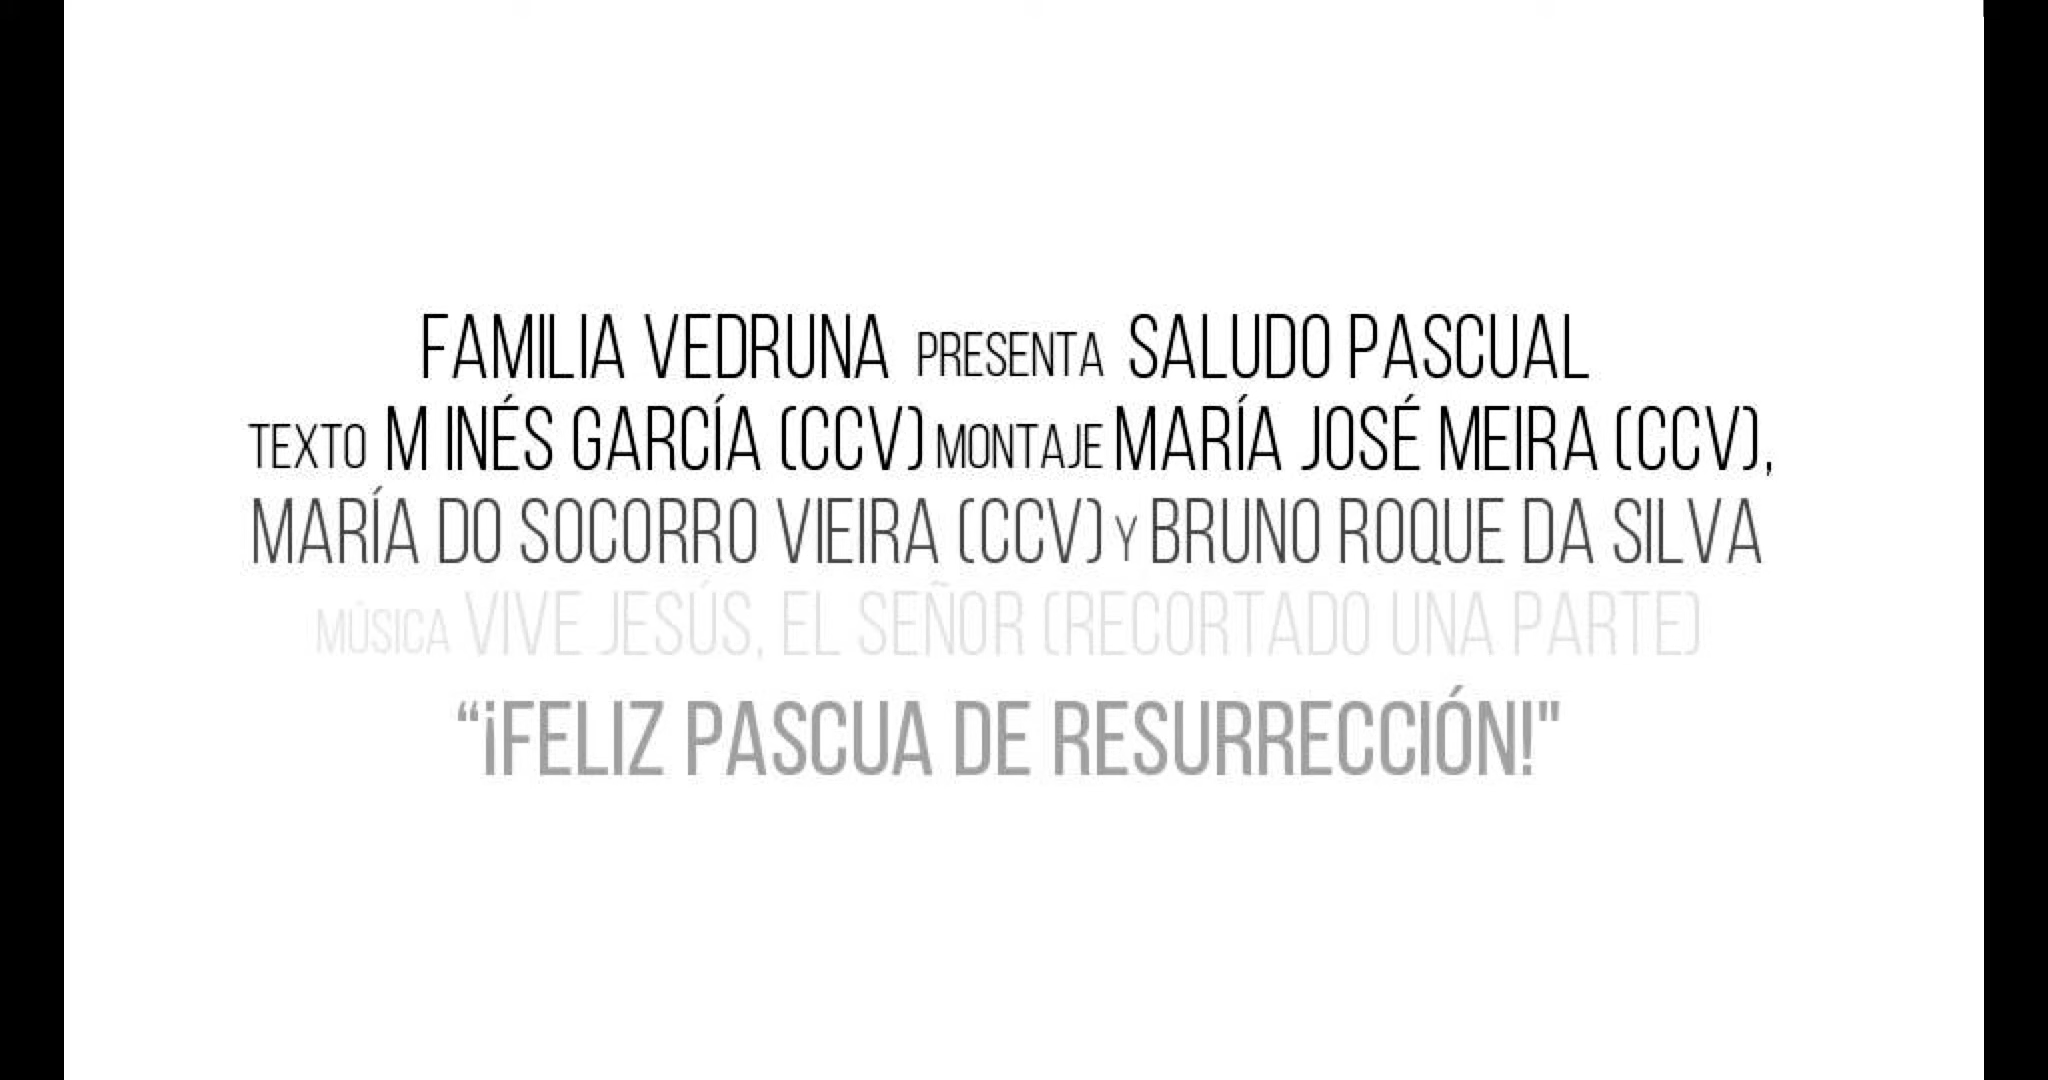 FAMILIA VEDRUNA PRESENTA SALUDO PASCUAL
TEXTO M INÉS GARCÍA (CCV) MONTAJE MARÍA JOSÉ MEIRA (CCV),
MARÍA DO SOCORRO VIEIRA (CCV) Y BRUNO ROQUE DA SILVA
MÚSICA VIVE JESÚS, EL SEÑOR (RECORTADO UNA PARTE)
“¡FELIZ PASCUA DE RESURRECCIÓN!"